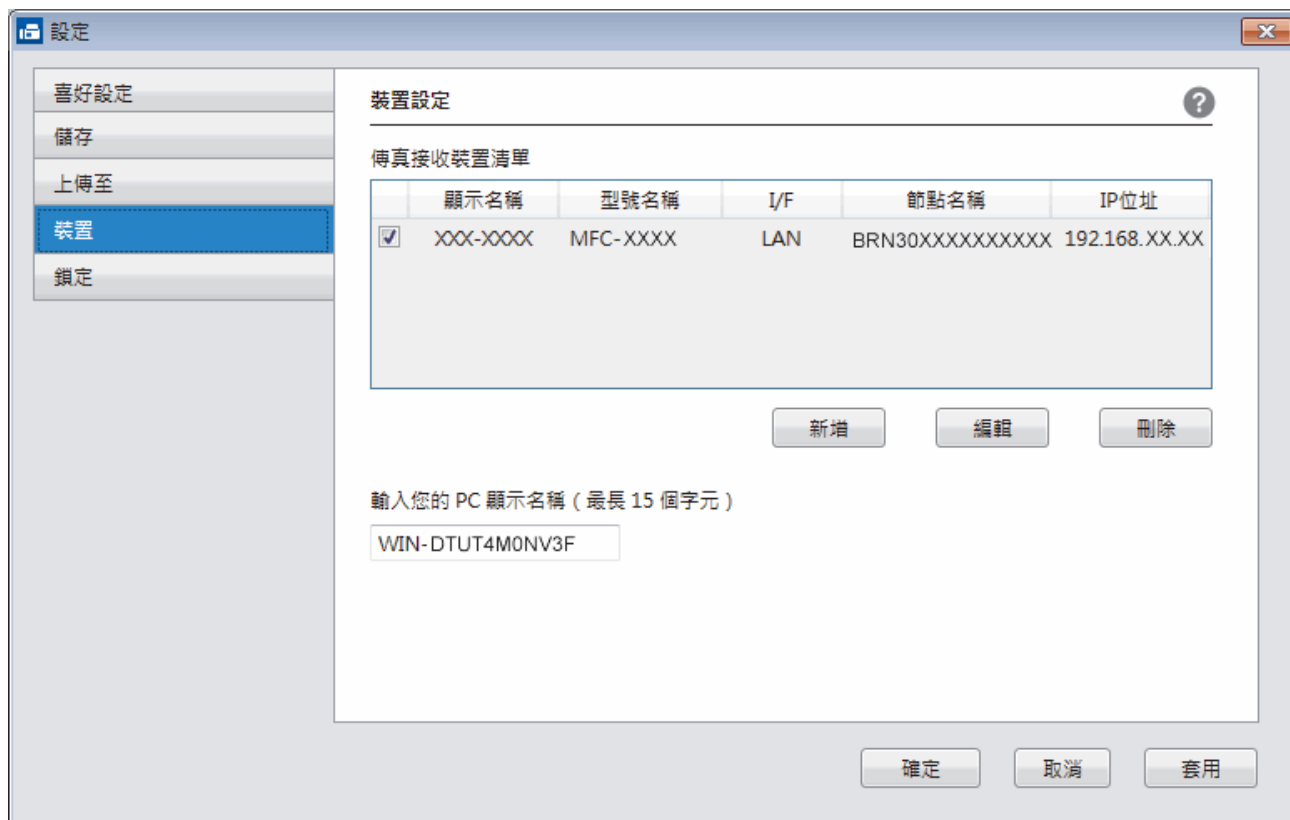 設定
喜好設定
儲存
上傳至
裝置
鎖定
裝置設定
?
傳真接收裝置清單
顯示名稱 型號名稱 I/F 節點名稱 IP位址
XXX-XXXX MFC-XXXX LAN BRN30XXXXXXXXXX 192.168.XX.XX
新增 編輯 刪除
輸入您的 PC 顯示名稱 ( 最長 15 個字元 )
WIN-DTUT4M0NV3F
確定 取消 套用